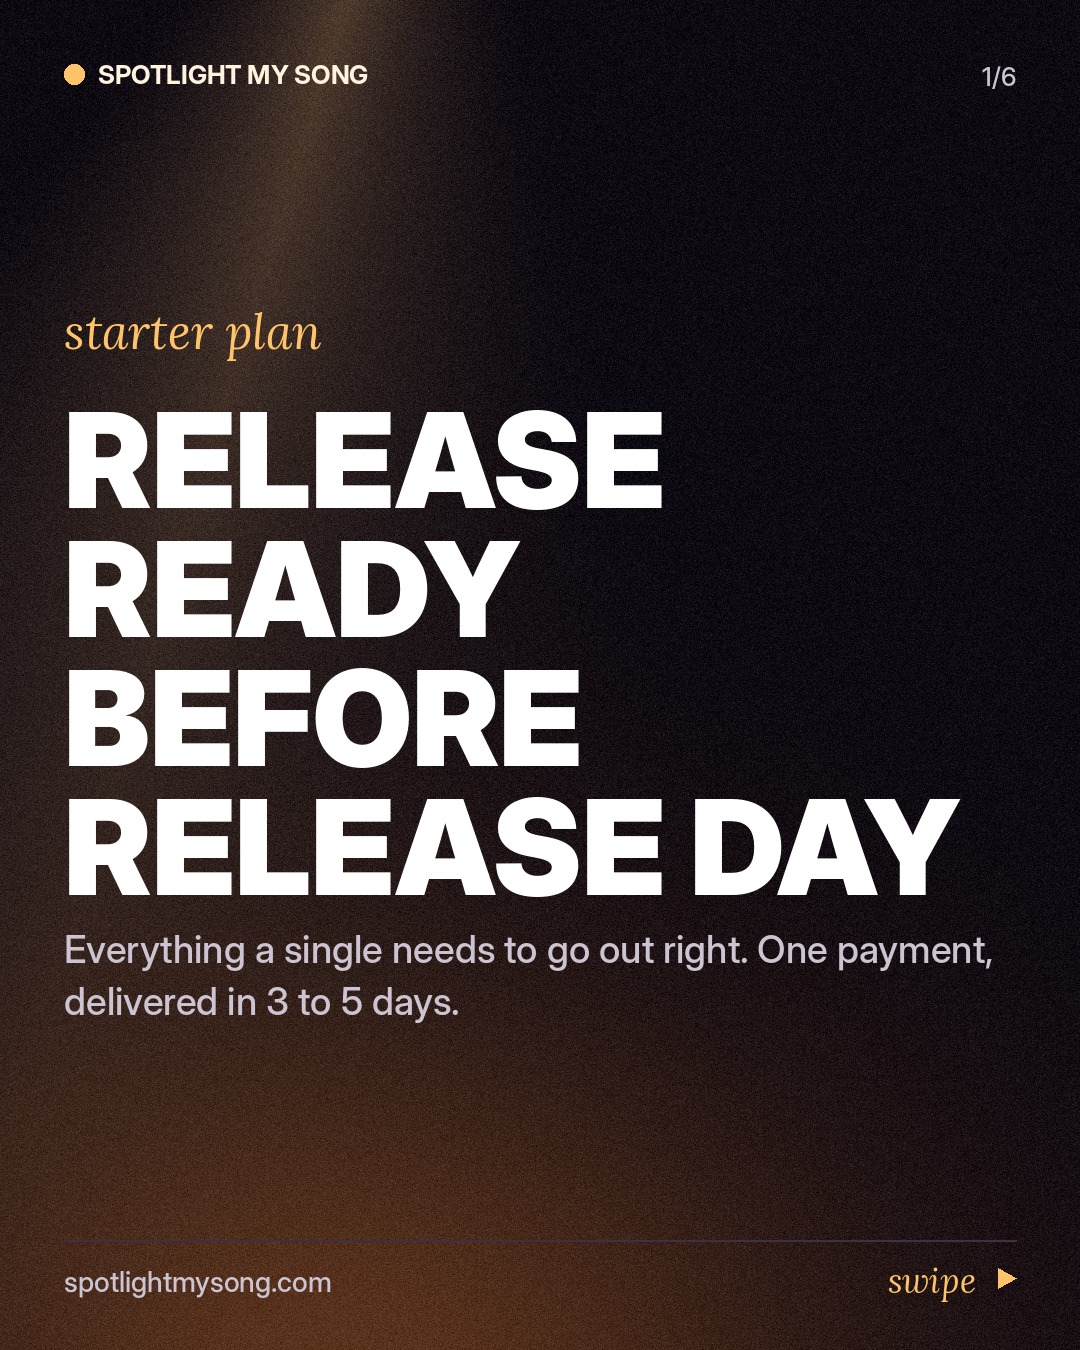 SPOTLIGHT MY SONG
1/6
starter plan
RELEASE
READY
BEFORE
RELEASE DAY
Everything a single needs to go out right. One payment,
delivered in 3 to 5 days.
spotlightmysong.com
swipe